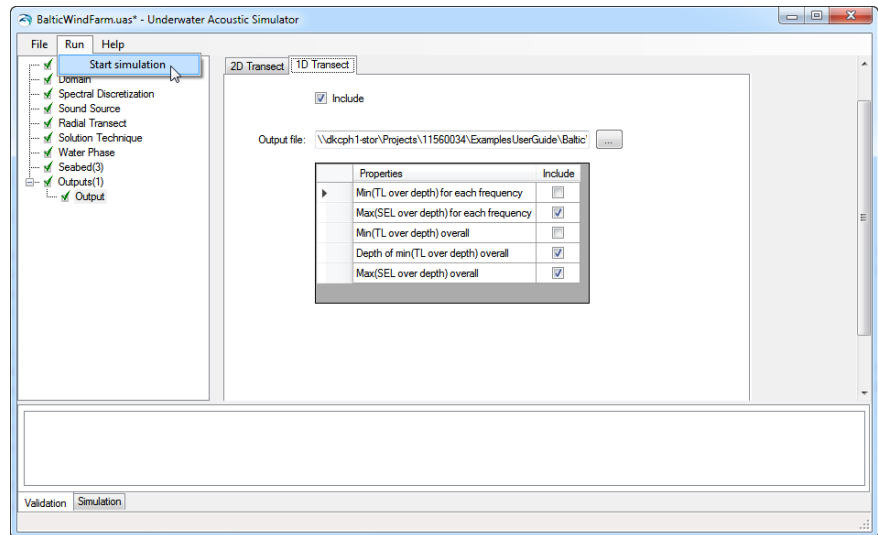 BalticWindFarm.uas* - Underwater Acoustic Simulator
File Run Help
Start simulation
Domain
Spectral Discretization
Sound Source
Radial Transect
Solution Technique
Water Phase
Seabed(3)
Outputs(1)
Output
2D Transect 1D Transect
Include
Output file: \\dkcph1-stor\Projects\11560034\ExamplesUserGuide\Baltic ...
Properties Include
Min(TL over depth) for each frequency
Max(SEL over depth) for each frequency
Min(TL over depth) overall
Depth of min(TL over depth) overall
Max(SEL over depth) overall
Validation Simulation